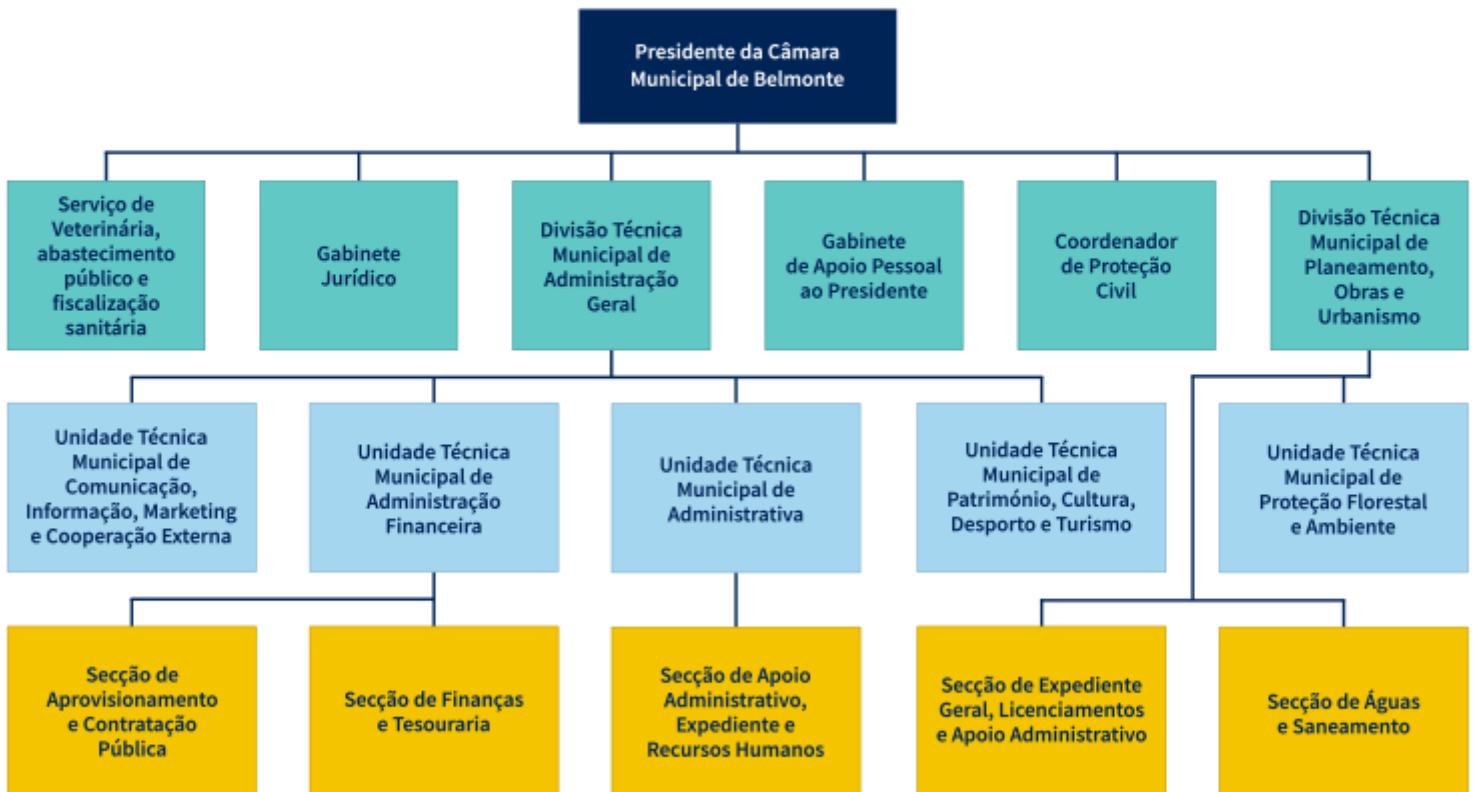 Presidente da Câmara
Municipal de Belmonte
Serviço de
Veterinária,
abastecimento
público e
fiscalização
sanitária
Gabinete
Jurídico
Divisão Técnica
Municipal de
Administração
Geral
Gabinete
de Apoio Pessoal
ao Presidente
Coordenador
de Proteção
Civil
Divisão Técnica
Municipal de
Planeamento,
Obras e
Urbanismo
Unidade Técnica
Municipal de
Comunicação,
Informação, Marketing
e Cooperação Externa
Unidade Técnica
Municipal de
Administração
Financeira
Unidade Técnica
Municipal de
Administrativa
Unidade Técnica
Municipal de
Património, Cultura,
Desporto e Turismo
Unidade Técnica
Municipal de
Proteção Florestal
e Ambiente
Secção de
Aprovisionamento
e Contratação
Pública
Secção de Finanças
e Tesouraria
Secção de Apoio
Administrativo,
Expediente e
Recursos Humanos
Secção de Expediente
Geral, Licenciamentos
e Apoio Administrativo
Secção de Águas
e Saneamento